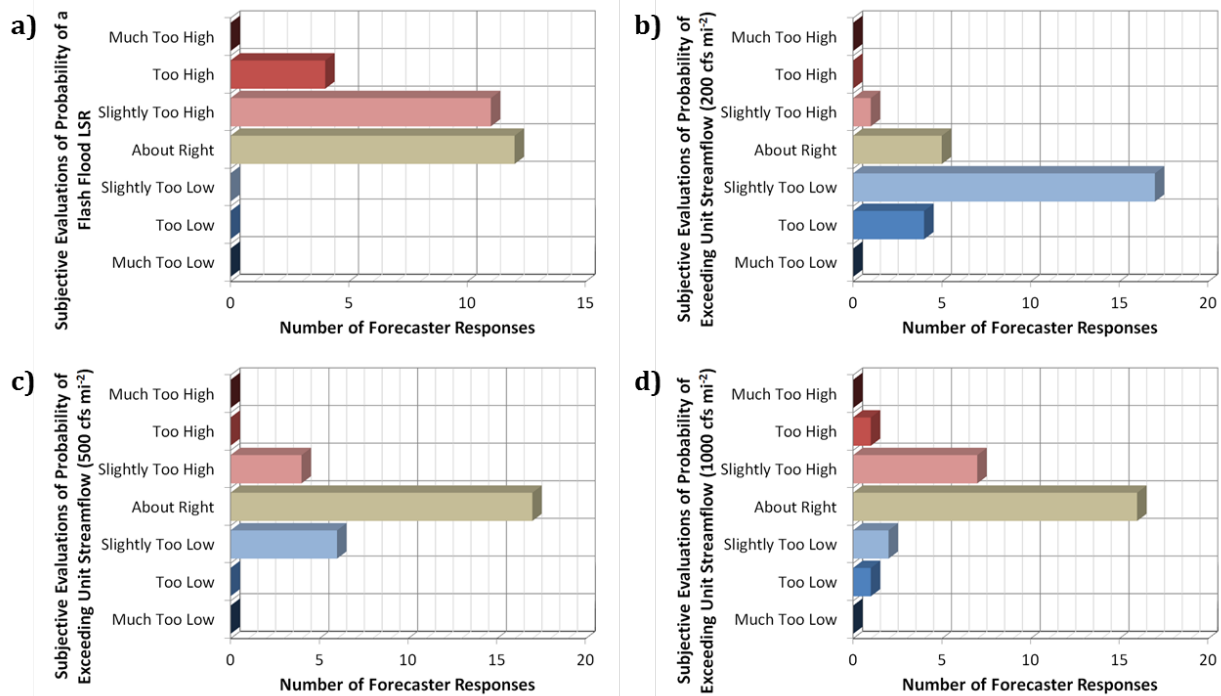 a)
Subjective Evaluations of Probability of a
Flash Flood LSR
Much Too High
Too High
Slightly Too High
About Right
Slightly Too Low
Too Low
Much Too Low
0 5 10 15
Number of Forecaster Responses
b)
Subjective Evaluations of Probability of
Exceeding Unit Streamflow (200 cfs mi-2)
Much Too High
Too High
Slightly Too High
About Right
Slightly Too Low
Too Low
Much Too Low
0 5 10 15 20
Number of Forecaster Responses
c)
Subjective Evaluations of Probability of
Exceeding Unit Streamflow (500 cfs mi-2)
Much Too High
Too High
Slightly Too High
About Right
Slightly Too Low
Too Low
Much Too Low
0 5 10 15 20
Number of Forecaster Responses
d)
Subjective Evaluations of Probability of
Exceeding Unit Streamflow (1000 cfs mi-2)
Much Too High
Too High
Slightly Too High
About Right
Slightly Too Low
Too Low
Much Too Low
0 5 10 15 20
Number of Forecaster Responses